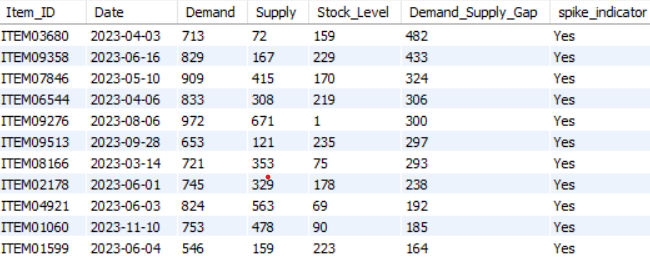 Item_ID Date Demand Supply Stock_Level Demand_Supply_Gap spike_indicator
ITEM03680 2023-04-03 713 72 159 482 Yes
ITEM09358 2023-06-16 829 167 229 433 Yes
ITEM07846 2023-05-10 909 415 170 324 Yes
ITEM06544 2023-04-06 833 308 219 306 Yes
ITEM09276 2023-08-06 972 671 1 300 Yes
ITEM09513 2023-09-28 653 121 235 297 Yes
ITEM08166 2023-03-14 721 353 75 293 Yes
ITEM02178 2023-06-01 745 329 178 238 Yes
ITEM04921 2023-06-03 824 563 69 192 Yes
ITEM01060 2023-11-10 753 478 90 185 Yes
ITEM01599 2023-06-04 546 159 223 164 Yes